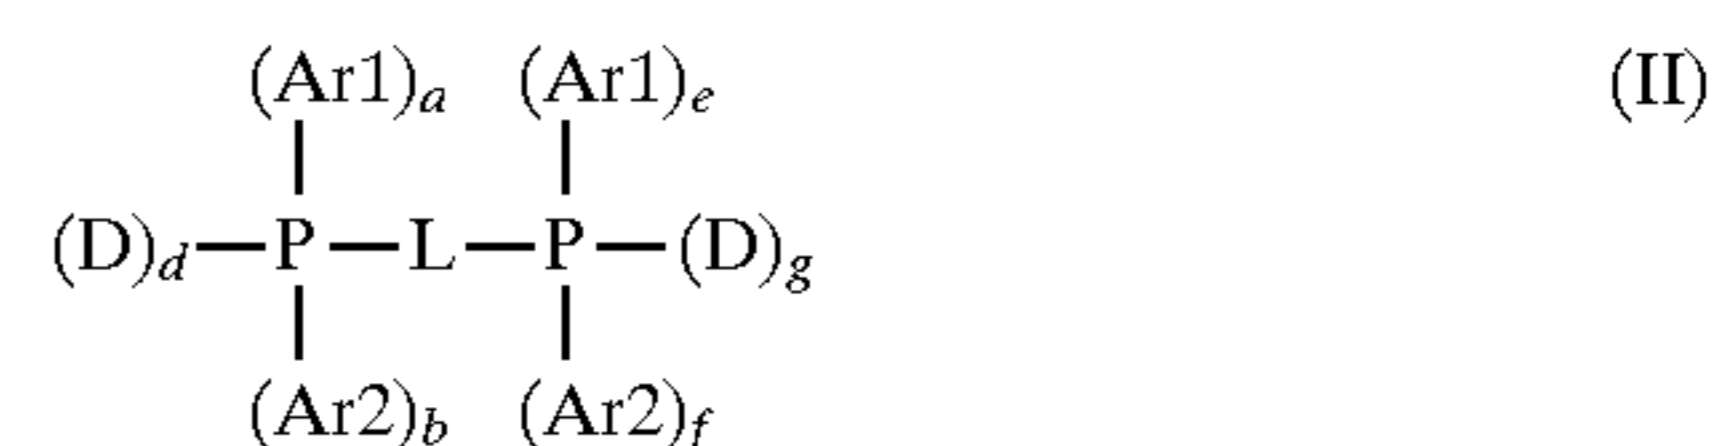 (Ar1)a (Ar1)e (II)
(D)d—P—L—P—(D)g
(Ar2)b (Ar2)f